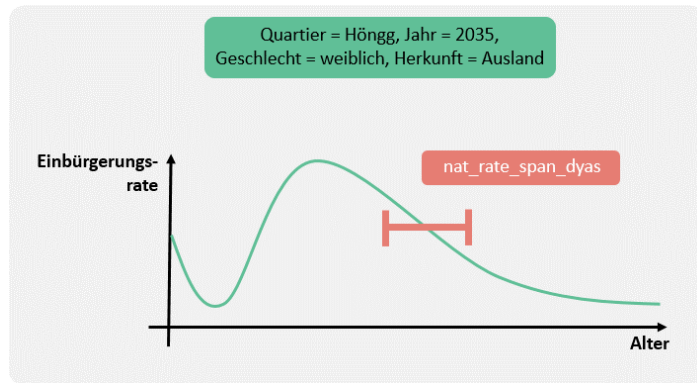 Quartier = Höngg, Jahr = 2035,
Geschlecht = weiblich, Herkunft = Ausland
Einbürgerungs-
rate
nat_rate_span_dyas
Alter